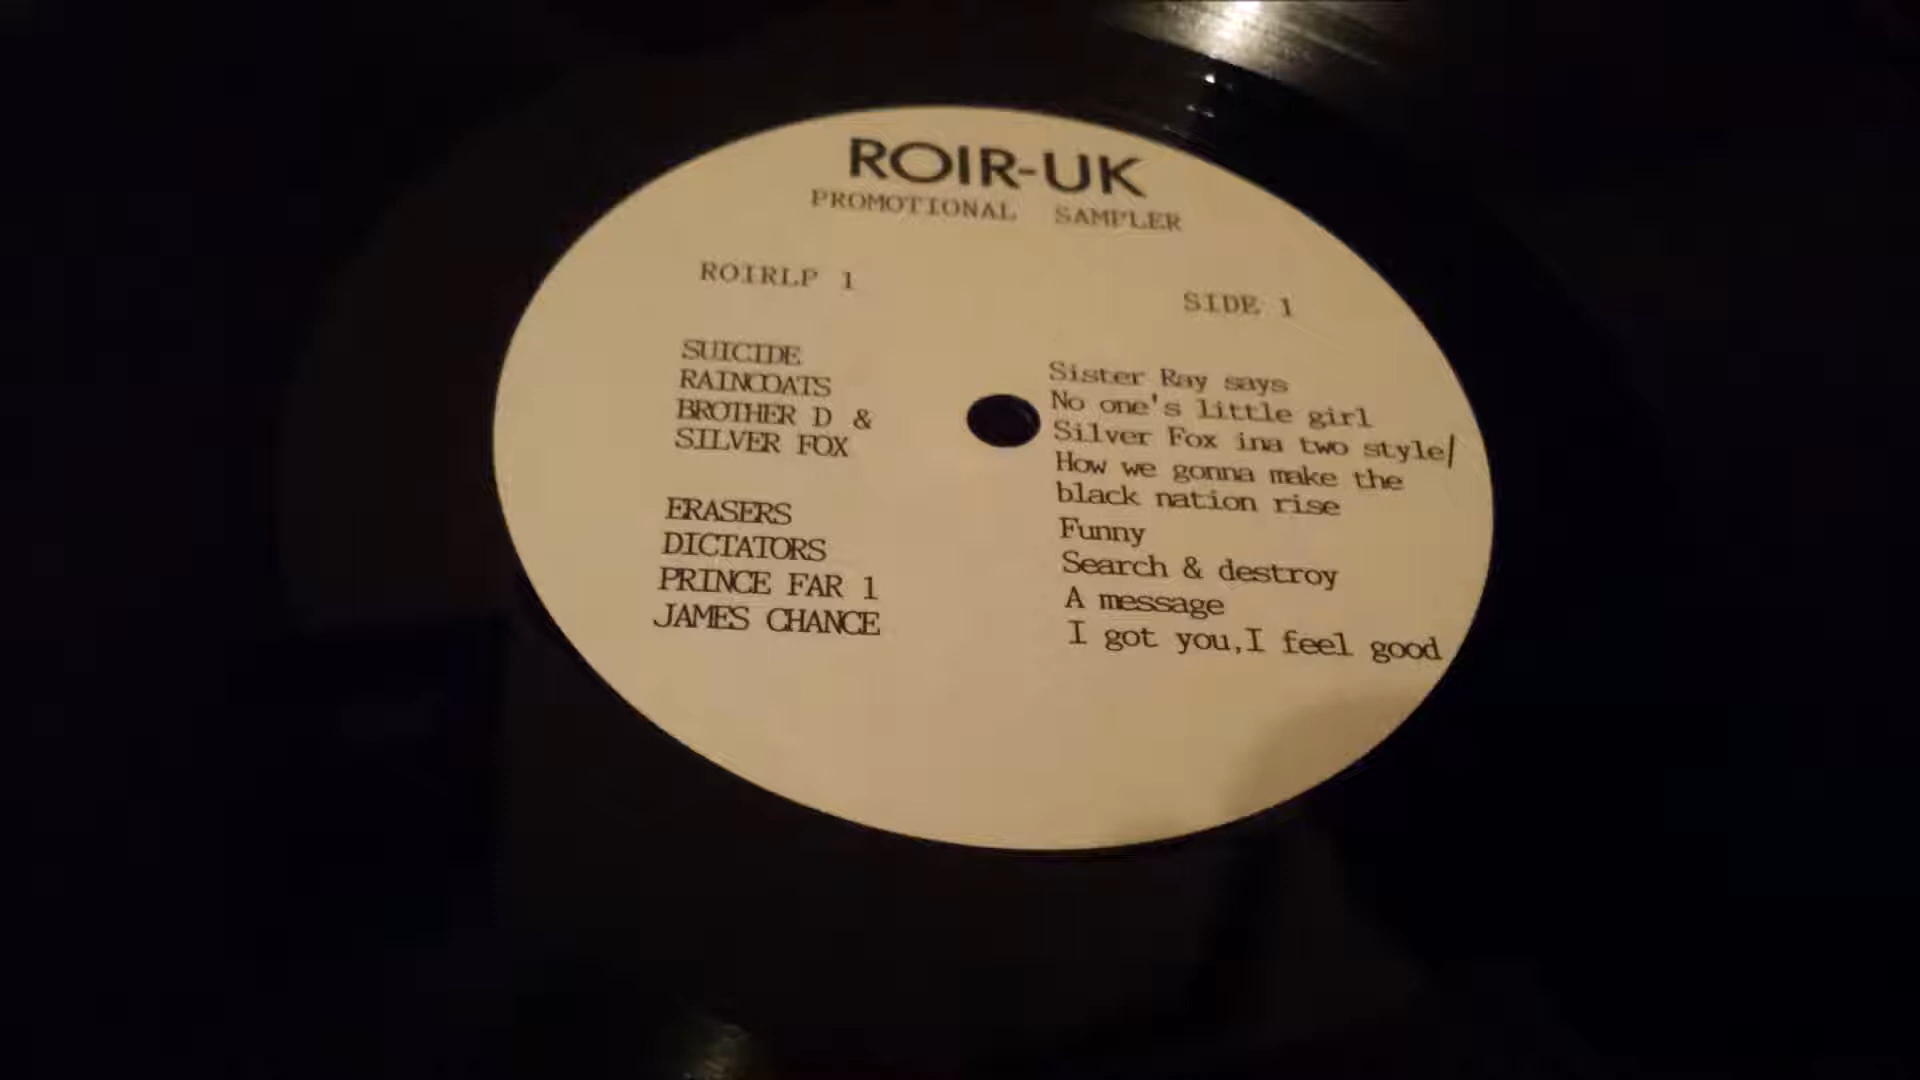 ROIR-UK
PROMOTIONAL SAMPLER
ROIRLP 1
SIDE 1
SUICIDE
RAINCOATS
BROTHER D &
SILVER FOX
ERASERS
DICTATORS
PRINCE FAR 1
JAMES CHANCE
Sister Ray says
No one's little girl
Silver Fox ina two style/
How we gonna make the
black nation rise
Funny
Search & destroy
A message
I got you,I feel good